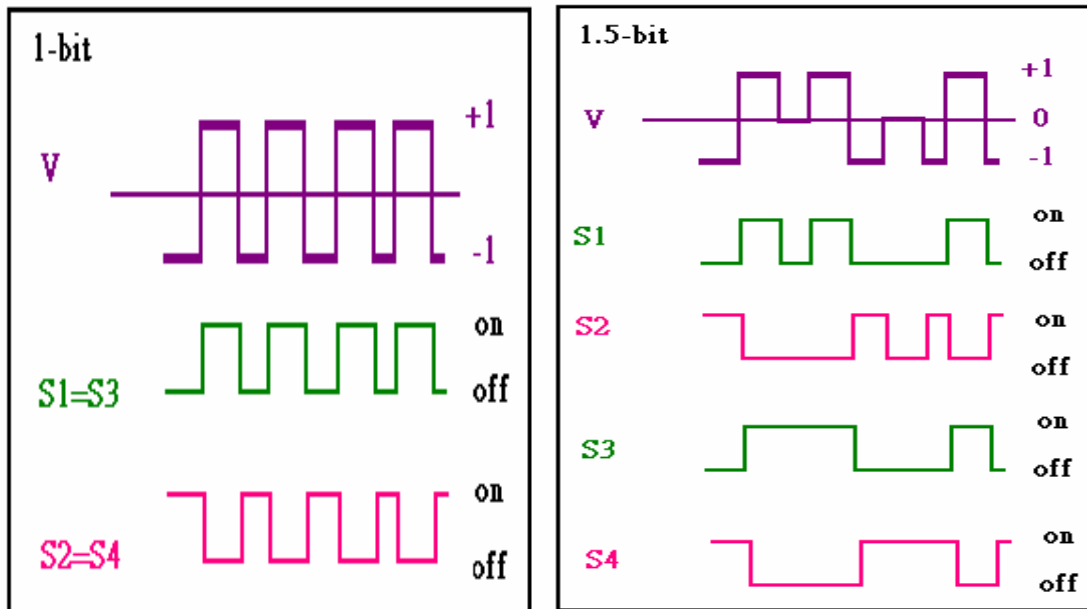 1-bit
+1
V
-1
on
S1=S3
off
on
S2=S4
off
1.5-bit
+1
V
0
-1
on
S1
off
S2
on
off
on
S3
off
on
S4
off